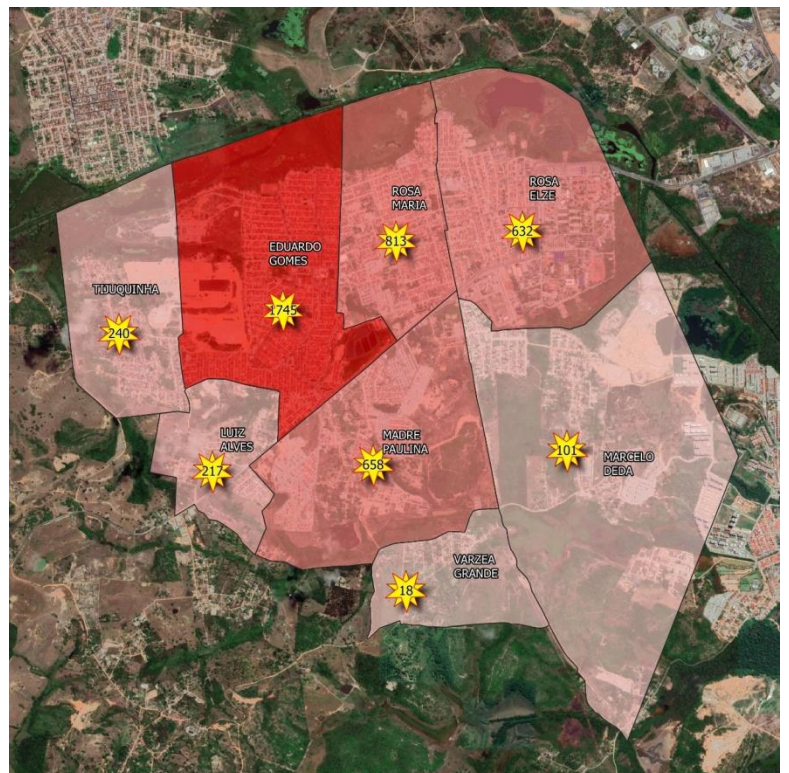 ROSA
ELZE
632
ROSA
MARIA
813
EDUARDO
GOMES
1745
TIJUQUINHA
240
LUIZ
ALVES
217
MADRE
PAULINA
658
MARCELO
DEDA
101
VARZEA
GRANDE
18